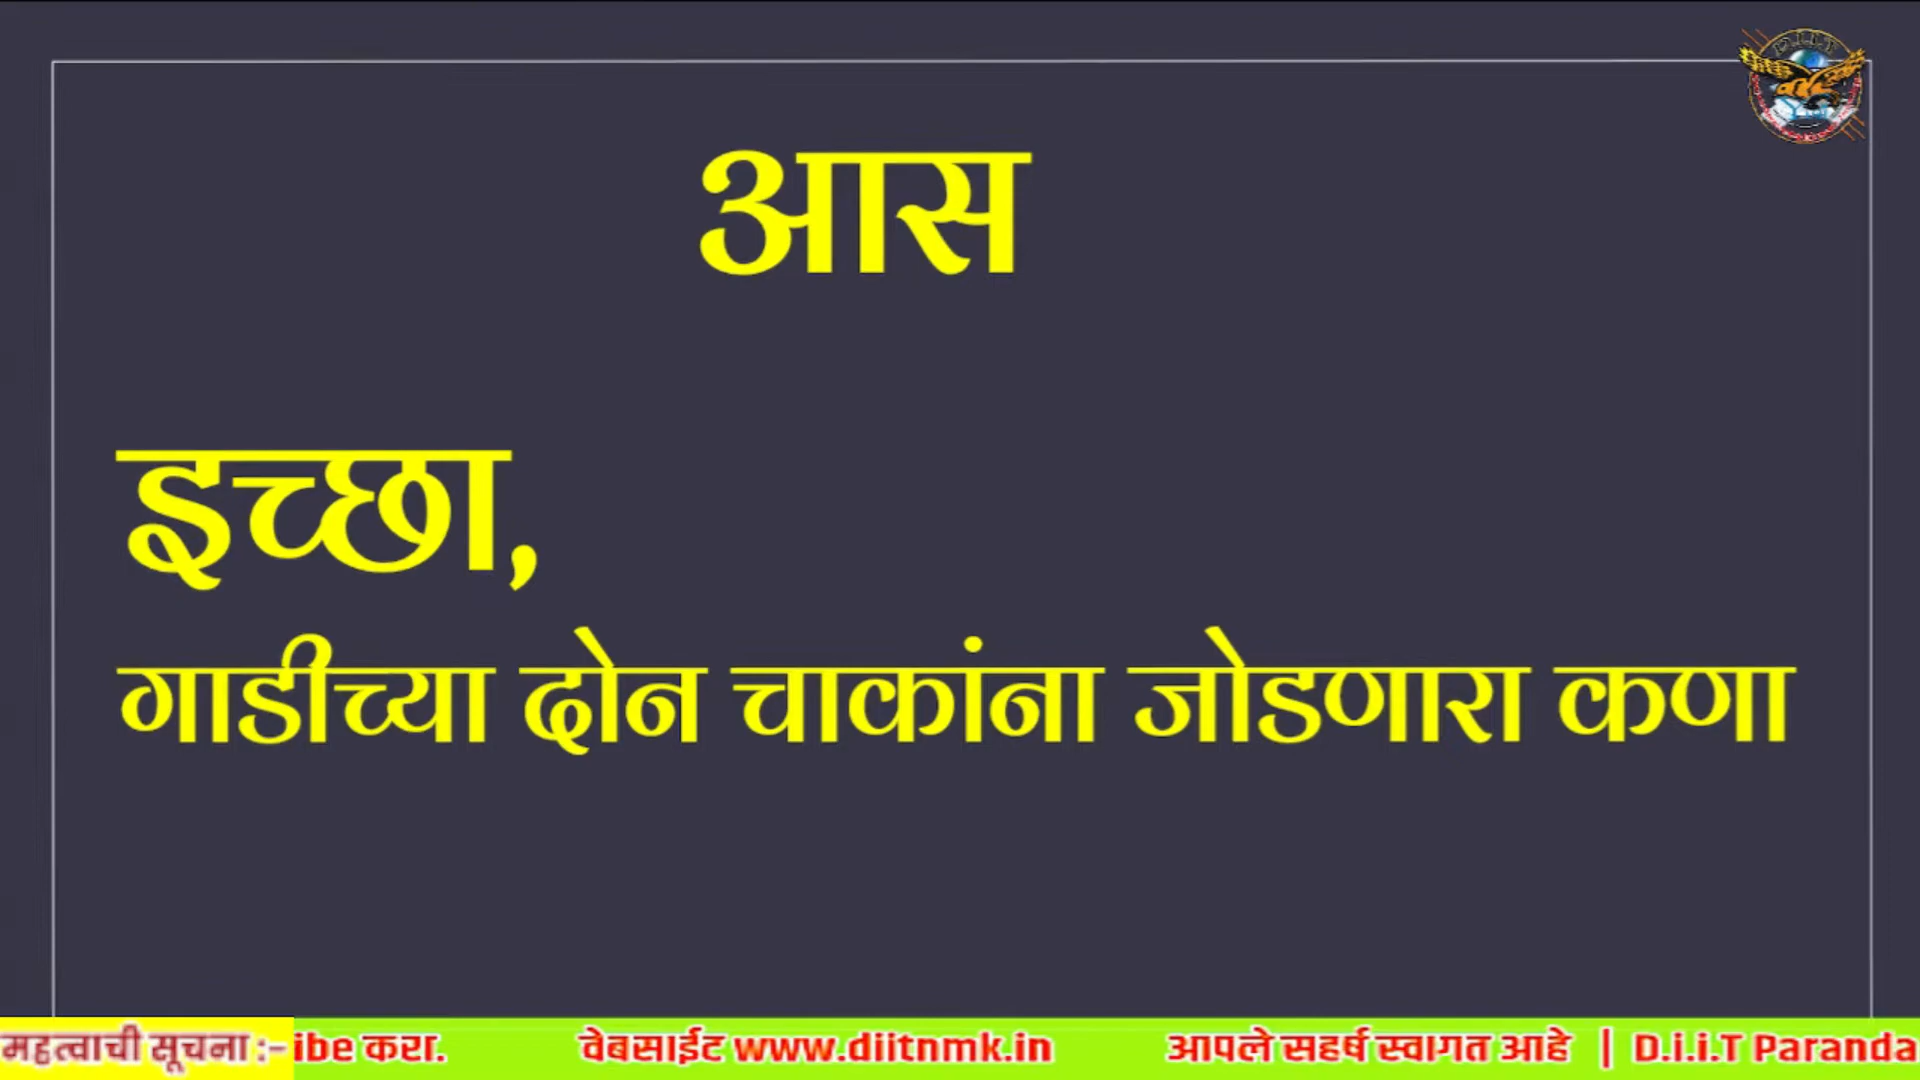 D.I.I.T
आस
इच्छा,
गाडीच्या दोन चाकांना जोडणारा कणा
महत्वाची सूचना :- ibe करा. वेबसाईट www.diitnmk.in आपले सहर्ष स्वागत आहे | D.i.i.T Paranda